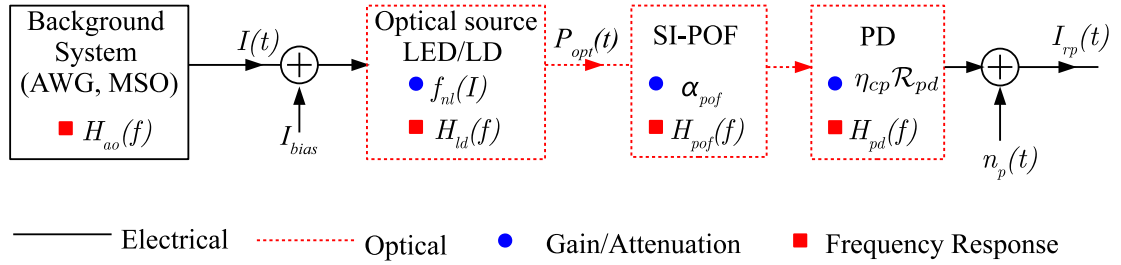 Background System (AWG, MSO)
H_ao(f)
I(t)
I_bias
Optical source LED/LD
f_nl(I)
H_ld(f)
P_opt(t)
SI-POF
α_pof
H_pof(f)
PD
η_cp R_pd
H_pd(f)
n_p(t)
I_rp(t)
Electrical
Optical
Gain/Attenuation
Frequency Response